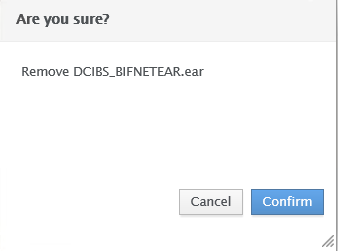 Are you sure?
Remove DCIBS_BIFNETEAR.ear
Cancel
Confirm